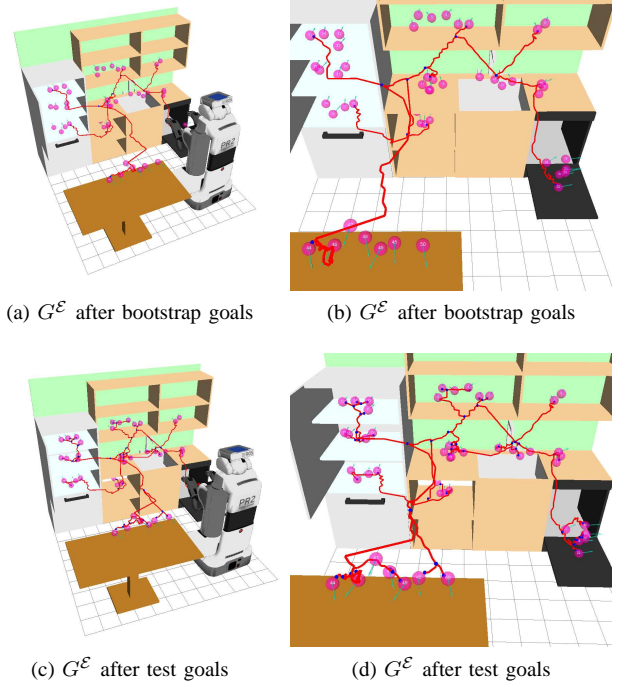 PR2
(a) G^ℰ after bootstrap goals
(b) G^ℰ after bootstrap goals
PR2
(c) G^ℰ after test goals
(d) G^ℰ after test goals